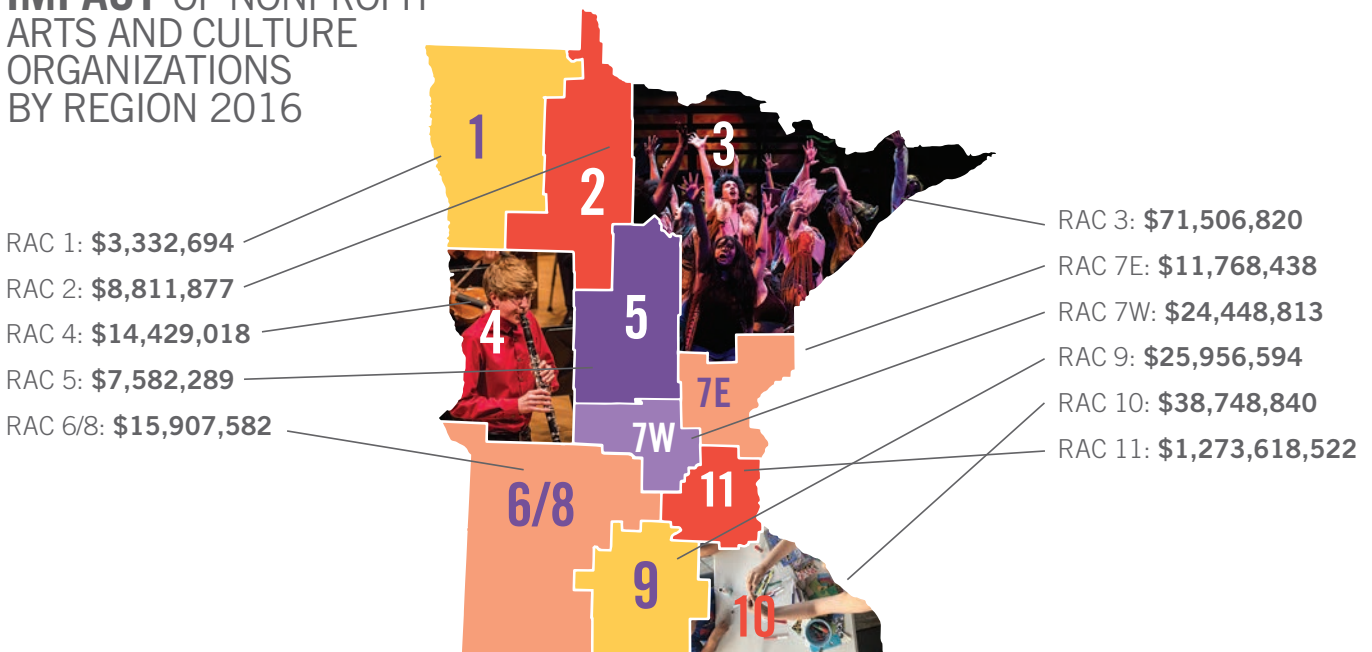 IMPACT OF NONPROFIT
ARTS AND CULTURE
ORGANIZATIONS
BY REGION 2016
RAC 1: $3,332,694
RAC 2: $8,811,877
RAC 4: $14,429,018
RAC 5: $7,582,289
RAC 6/8: $15,907,582
1
2
3
4
5
7E
7W
6/8
11
9
10
RAC 3: $71,506,820
RAC 7E: $11,768,438
RAC 7W: $24,448,813
RAC 9: $25,956,594
RAC 10: $38,748,840
RAC 11: $1,273,618,522